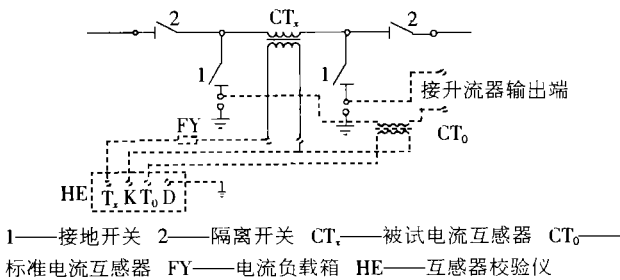 2 CTₓ 2
1 1
接升流器输出端
FY CT₀
HE Tₓ K T₀ D
1——接地开关 2——隔离开关 CTₓ——被试电流互感器 CT₀——
标准电流互感器 FY——电流负载箱 HE——互感器校验仪